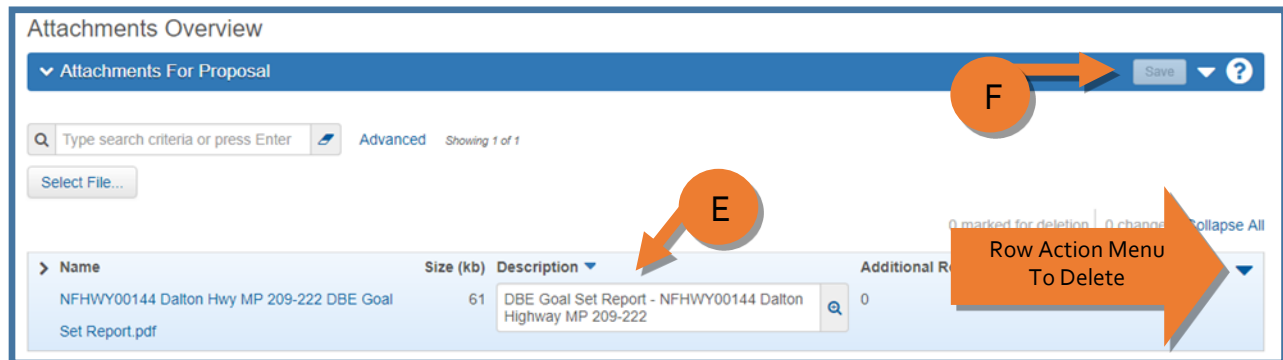 Attachments Overview
Attachments For Proposal
Save
?
F
Type search criteria or press Enter
Advanced
Showing 1 of 1
Select File...
E
0 marked for deletion
0 change
Collapse All
Row Action Menu
To Delete
Name
Size (kb)
Description
Additional
NFHWY00144 Dalton Hwy MP 209-222 DBE Goal
Set Report.pdf
61
DBE Goal Set Report - NFHWY00144 Dalton
Highway MP 209-222
0